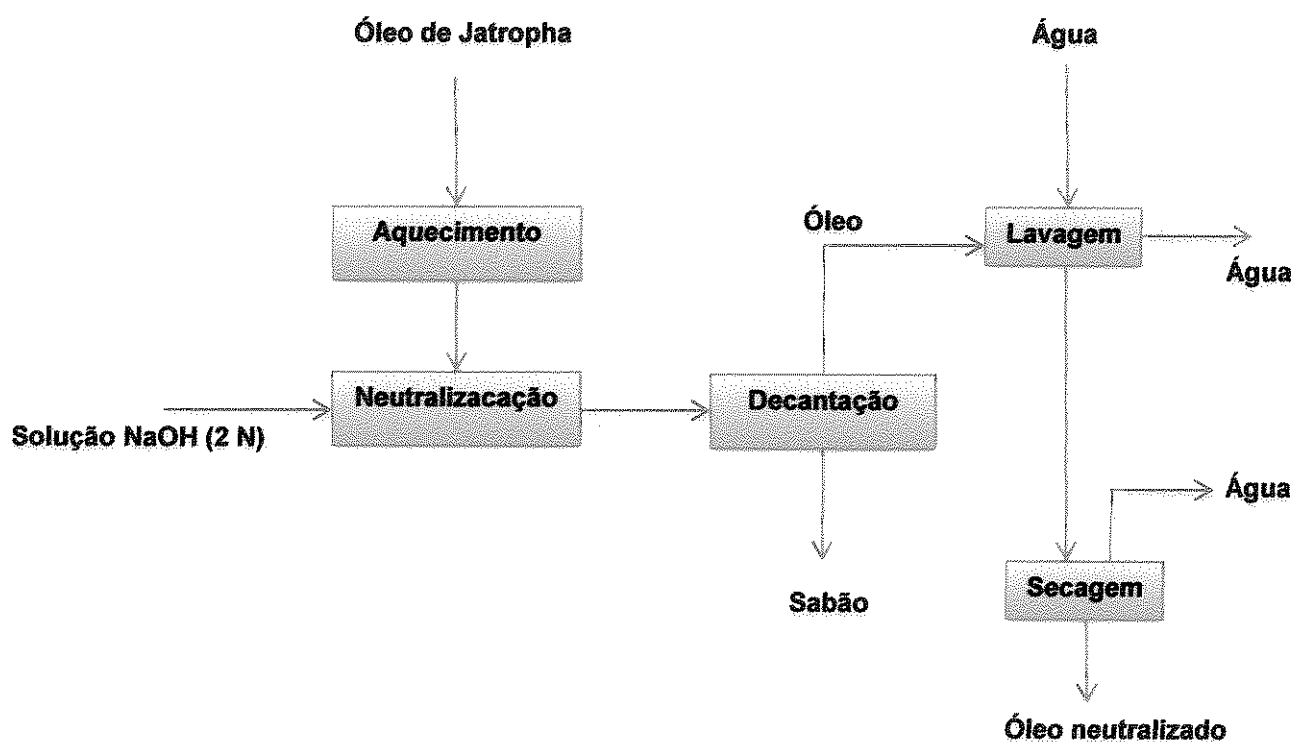 Óleo de Jatropha
Água
Aquecimento
Óleo
Lavagem
Água
Neutralizacação
Decantação
Solução NaOH (2 N)
Água
Secagem
Sabão
Óleo neutralizado